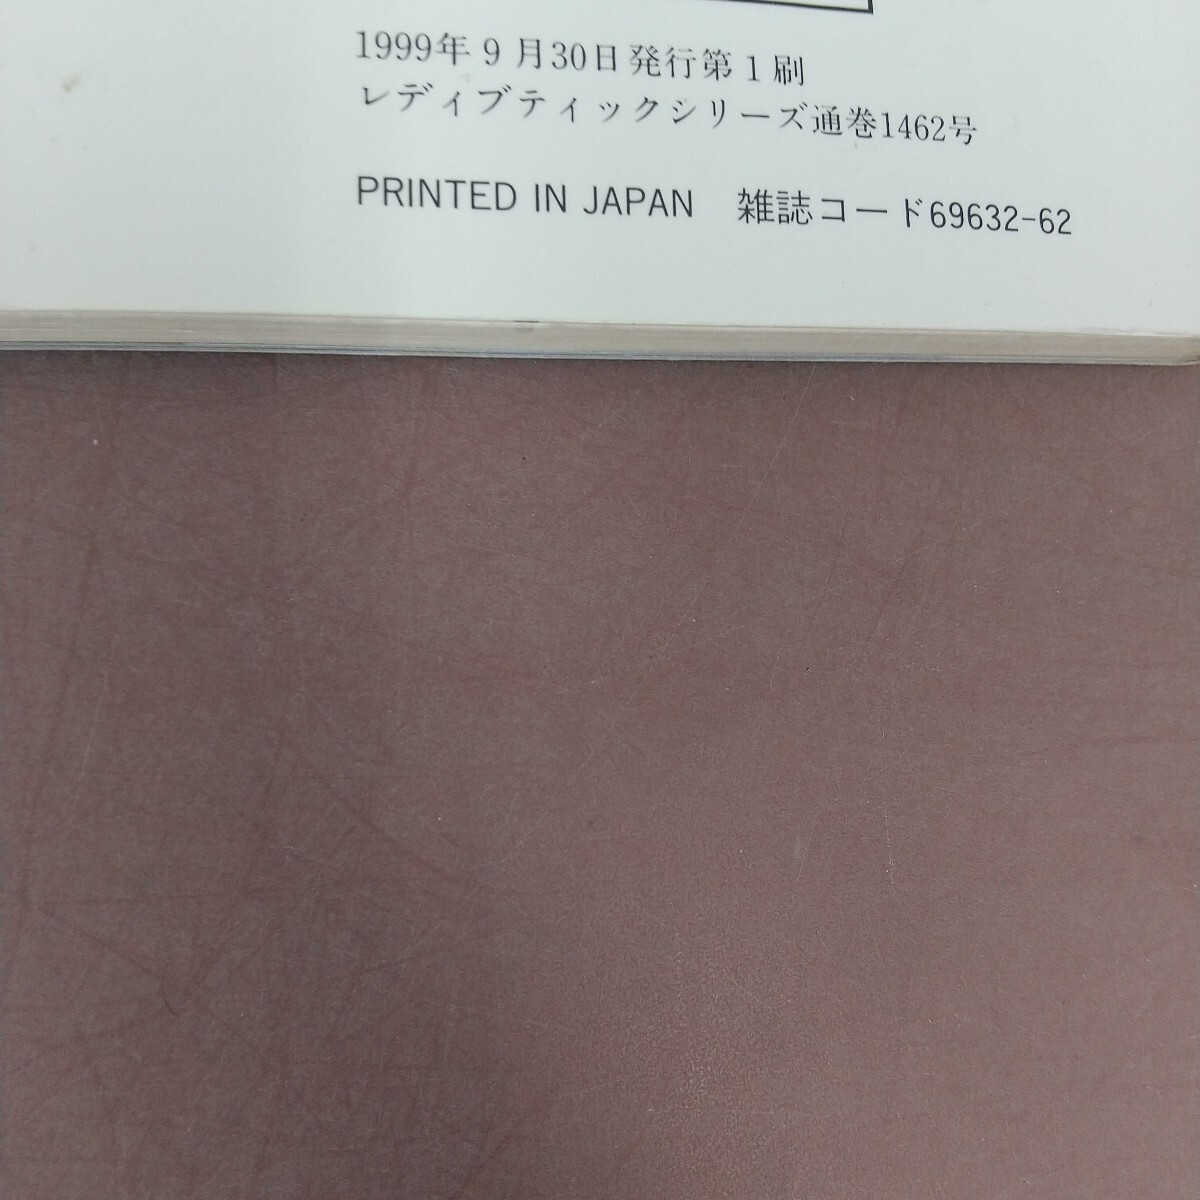 1999年9月30日発行第1刷
レディブティックシリーズ通巻1462号
PRINTED IN JAPAN 雑誌コード69632-62